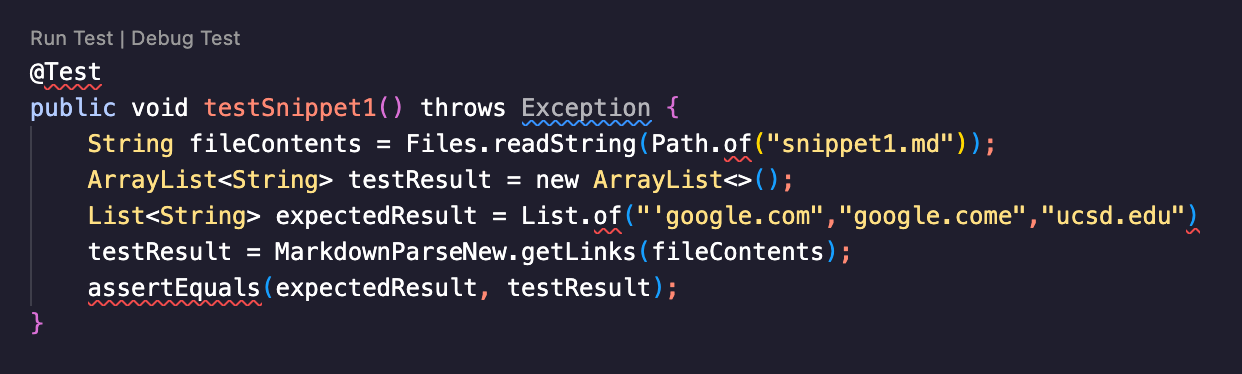 Run Test | Debug Test
@Test
public void testSnippet1() throws Exception {
    String fileContents = Files.readString(Path.of("snippet1.md"));
    ArrayList<String> testResult = new ArrayList<>();
    List<String> expectedResult = List.of("'google.com","google.come","ucsd.edu")
    testResult = MarkdownParseNew.getLinks(fileContents);
    assertEquals(expectedResult, testResult);
}